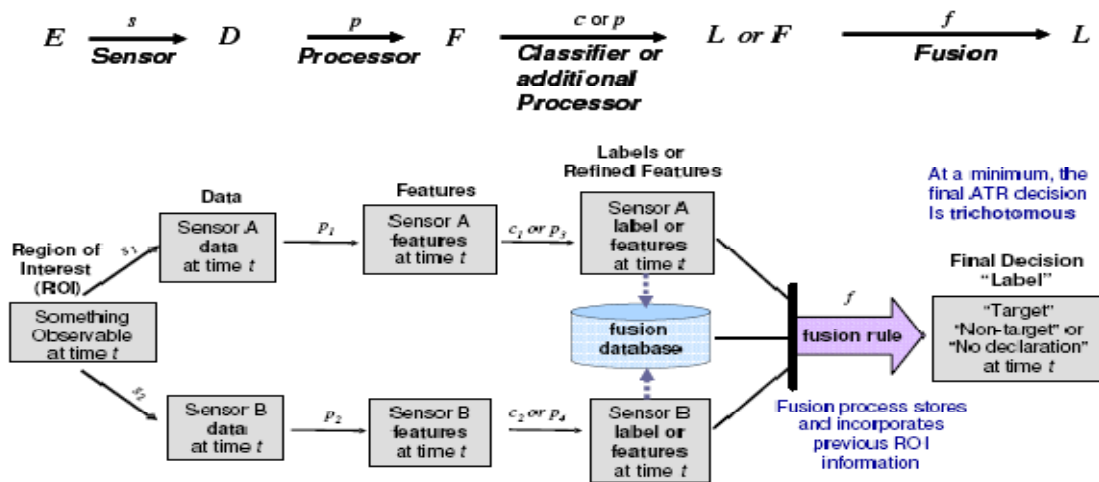 s p c or p f
E D F L or F L
Sensor Processor Classifier or Fusion
additional
Processor
Labels or
Refined Features
At a minimum, the
final ATR decision
Is trichotomous
Data
Features
Sensor A
data
at time t
p1
Sensor A
features
at time t
c1 or p3
Sensor A
label or
features
at time t
Region of
Interest
(ROI)
s1
Something
Observable
at time t
s2
fusion
database
f
fusion rule
Final Decision
“Label”
“Target”
“Non-target” or
“No declaration”
at time t
Sensor B
data
at time t
p2
Sensor B
features
at time t
c2 or p4
Sensor B
label or
features
at time t
Fusion process stores
and incorporates
previous ROI
information